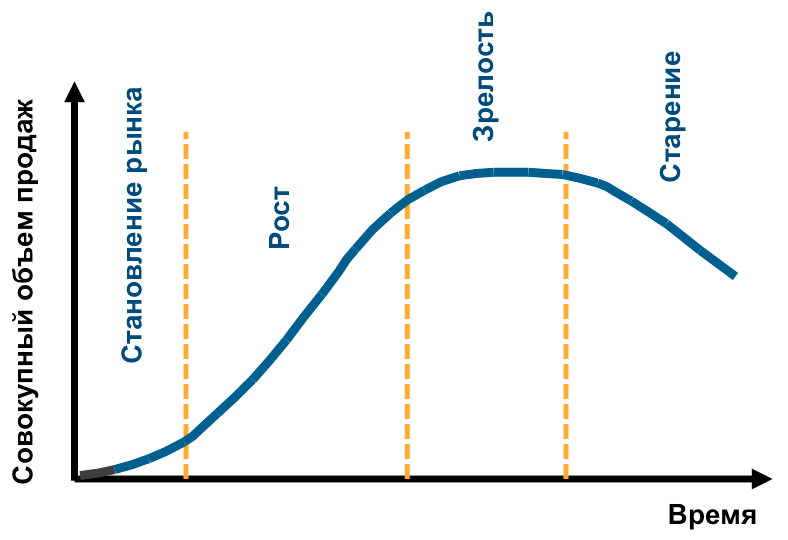 Совокупный объем продаж
Становление рынка
Рост
Зрелость
Старение
Время